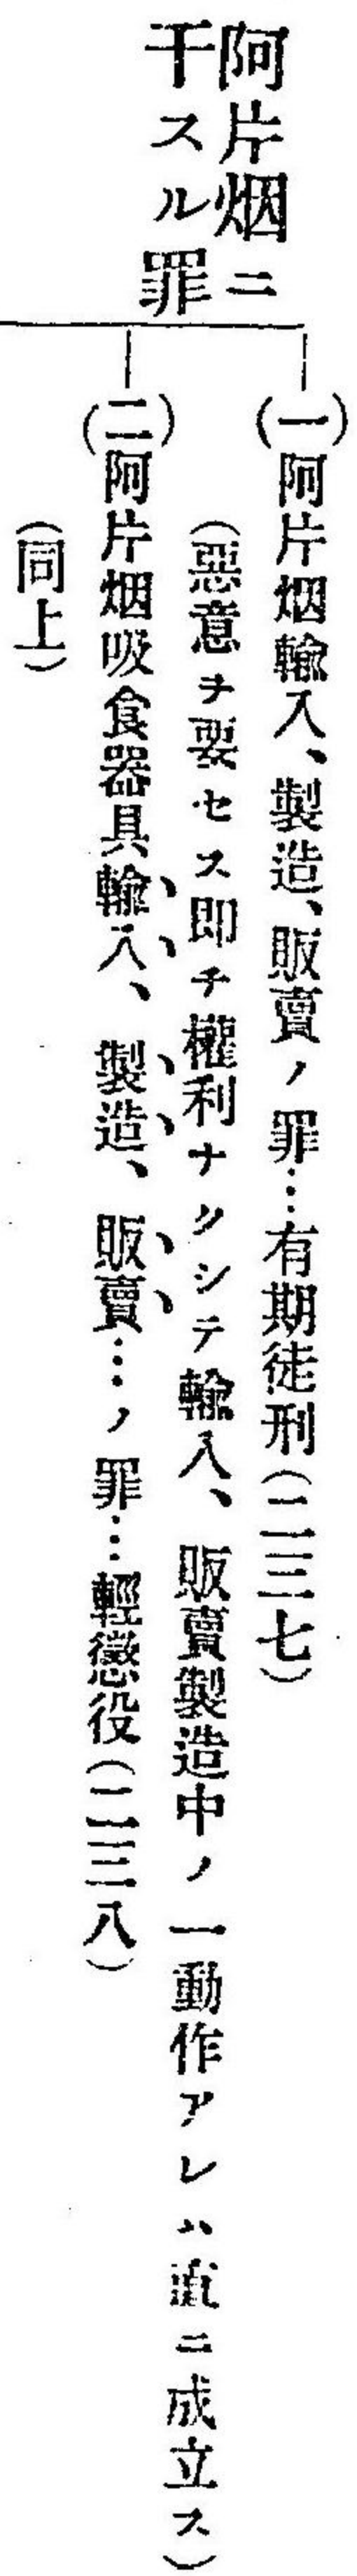 阿片烟ニ
干スル罪
(一)阿片烟輸入、製造、販賣ノ罪…有期徒刑(二三七)
(惡意ヲ要セス即チ權利ナクシテ輸入、販賣製造中ノ一動作アレハ直ニ成立ス)
(二)阿片烟吸食器具輸入、製造、販賣…ノ罪…輕懲役(二三八)
(同上)